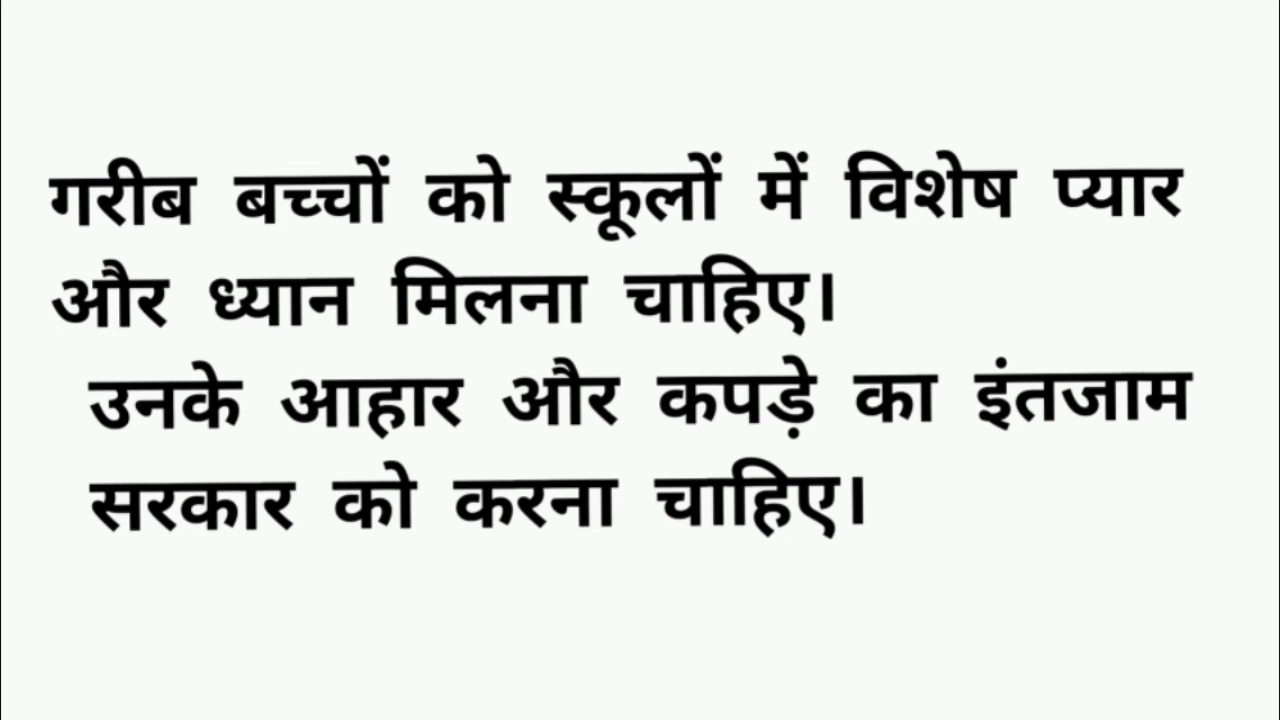 गरीब बच्चों को स्कूलों में विशेष प्यार
और ध्यान मिलना चाहिए।
उनके आहार और कपड़े का इंतजाम
सरकार को करना चाहिए।